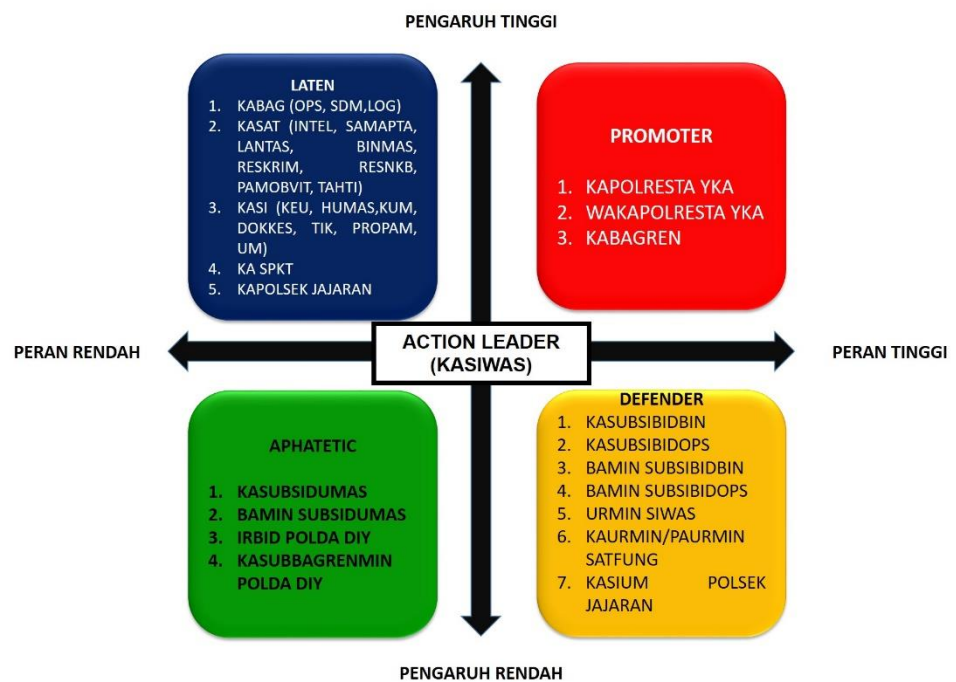 PENGARUH TINGGI
LATEN
1. KABAG (OPS, SDM,LOG)
2. KASAT (INTEL, SAMAPTA,
LANTAS, BINMAS,
RESKRIM, RESNKB,
PAMOBVIT, TAHTI)
3. KASI (KEU, HUMAS,KUM,
DOKKES, TIK, PROPAM,
UM)
4. KA SPKT
5. KAPOLSEK JAJARAN
PROMOTER
1. KAPOLRESTA YKA
2. WAKAPOLRESTA YKA
3. KABAGREN
PERAN RENDAH
ACTION LEADER
(KASIWAS)
PERAN TINGGI
APHATETIC
1. KASUBSIDUMAS
2. BAMIN SUBSIDUMAS
3. IRBID POLDA DIY
4. KASUBBAGRENMIN
POLDA DIY
DEFENDER
1. KASUBSIBIDBIN
2. KASUBSIBIDOPS
3. BAMIN SUBSIBIDBIN
4. BAMIN SUBSIBIDOPS
5. URMIN SIWAS
6. KAURMIN/PAURMIN
SATFUNG
7. KASIUM POLSEK
JAJARAN
PENGARUH RENDAH